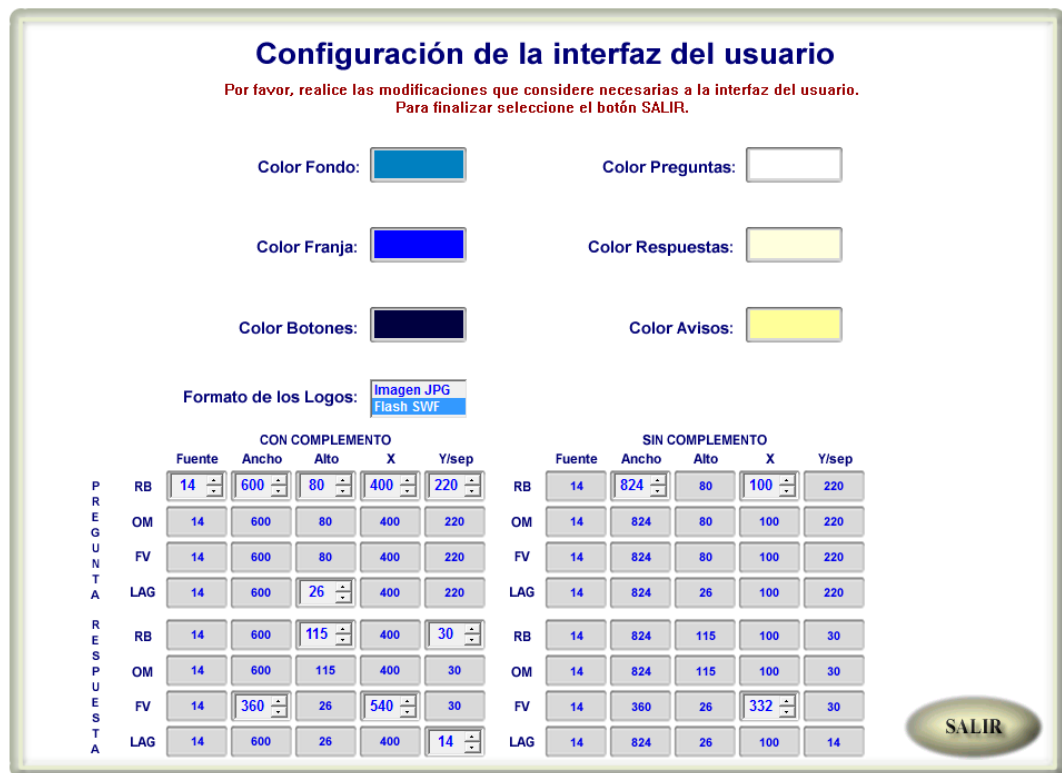 Configuración de la interfaz del usuario
Por favor, realice las modificaciones que considere necesarias a la interfaz del usuario.
Para finalizar seleccione el botón SALIR.
Color Fondo:
Color Preguntas:
Color Franja:
Color Respuestas:
Color Botones:
Color Avisos:
Formato de los Logos:
Imagen JPG
Flash SWF
CON COMPLEMENTO SIN COMPLEMENTO
Fuente Ancho Alto X Y/sep Fuente Ancho Alto X Y/sep
PREGUNTA
RB 14 600 80 400 220 RB 14 824 80 100 220
OM 14 600 80 400 220 OM 14 824 80 100 220
FV 14 600 80 400 220 FV 14 824 80 100 220
LAG 14 600 26 400 220 LAG 14 824 26 100 220
RESPUESTA
RB 14 600 115 400 30 RB 14 824 115 100 30
OM 14 600 115 400 30 OM 14 824 115 100 30
FV 14 360 26 540 30 FV 14 360 26 332 30
LAG 14 600 26 400 14 LAG 14 824 26 100 14
SALIR